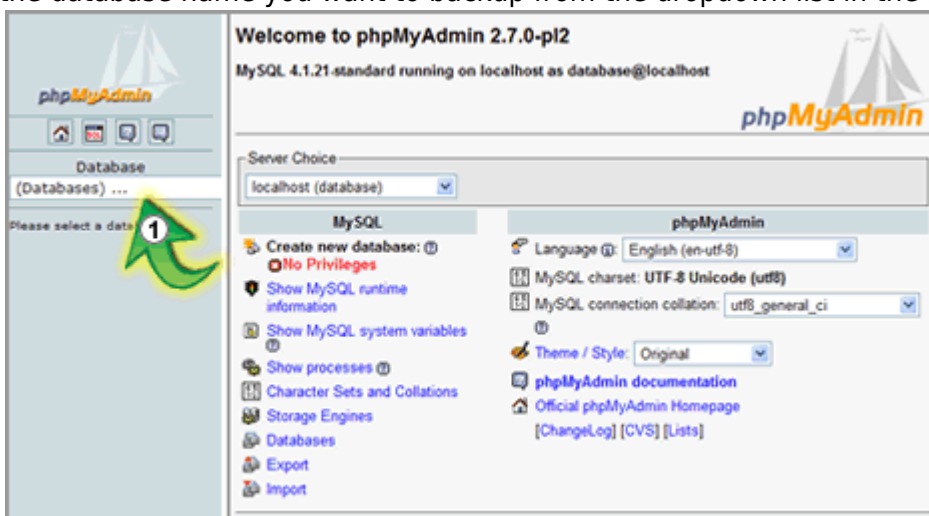 the database name you want to backup from the dropdown list in the
phpMyAdmin
SQL
Database
(Databases) ...
Please select a dat
1
Welcome to phpMyAdmin 2.7.0-pl2
MySQL 4.1.21-standard running on localhost as database@localhost
phpMyAdmin
Server Choice
localhost (database)
MySQL
Create new database:
No Privileges
Show MySQL runtime
information
Show MySQL system variables
Show processes
Character Sets and Collations
Storage Engines
Databases
Export
Import
phpMyAdmin
Language : English (en-utf-8)
MySQL charset: UTF-8 Unicode (utf8)
MySQL connection collation: utf8_general_ci
Theme / Style: Original
phpMyAdmin documentation
Official phpMyAdmin Homepage
[ChangeLog] [CVS] [Lists]